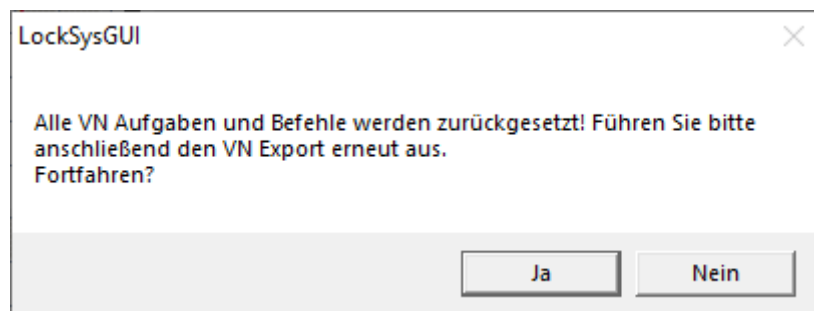 LockSysGUI
Alle VN Aufgaben und Befehle werden zurückgesetzt! Führen Sie bitte
anschließend den VN Export erneut aus.
Fortfahren?
Ja
Nein